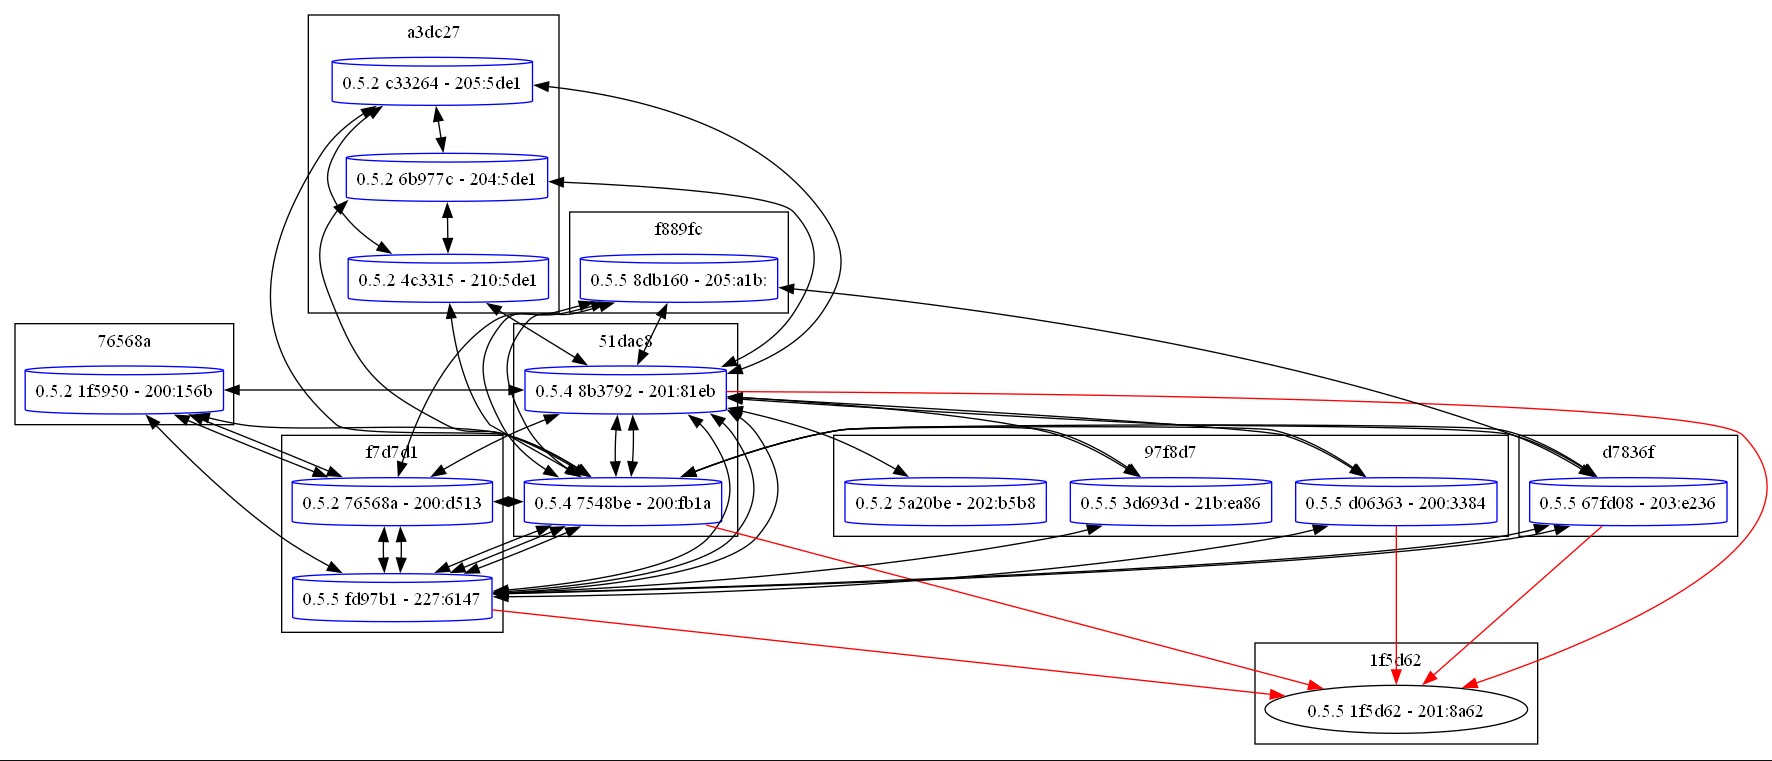 a3dc27
0.5.2 c33264 - 205:5de1
0.5.2 6b977c - 204:5de1
0.5.2 4c3315 - 210:5de1
f889fc
0.5.5 8db160 - 205:a1b:
76568a
0.5.2 1f5950 - 200:156b
51dac8
0.5.4 8b3792 - 201:81eb
0.5.4 7548be - 200:fb1a
f7d7d1
0.5.2 76568a - 200:d513
0.5.5 fd97b1 - 227:6147
97f8d7
0.5.2 5a20be - 202:b5b8
0.5.5 3d693d - 21b:ea86
0.5.5 d06363 - 200:3384
d7836f
0.5.5 67fd08 - 203:e236
1f5d62
0.5.5 1f5d62 - 201:8a62